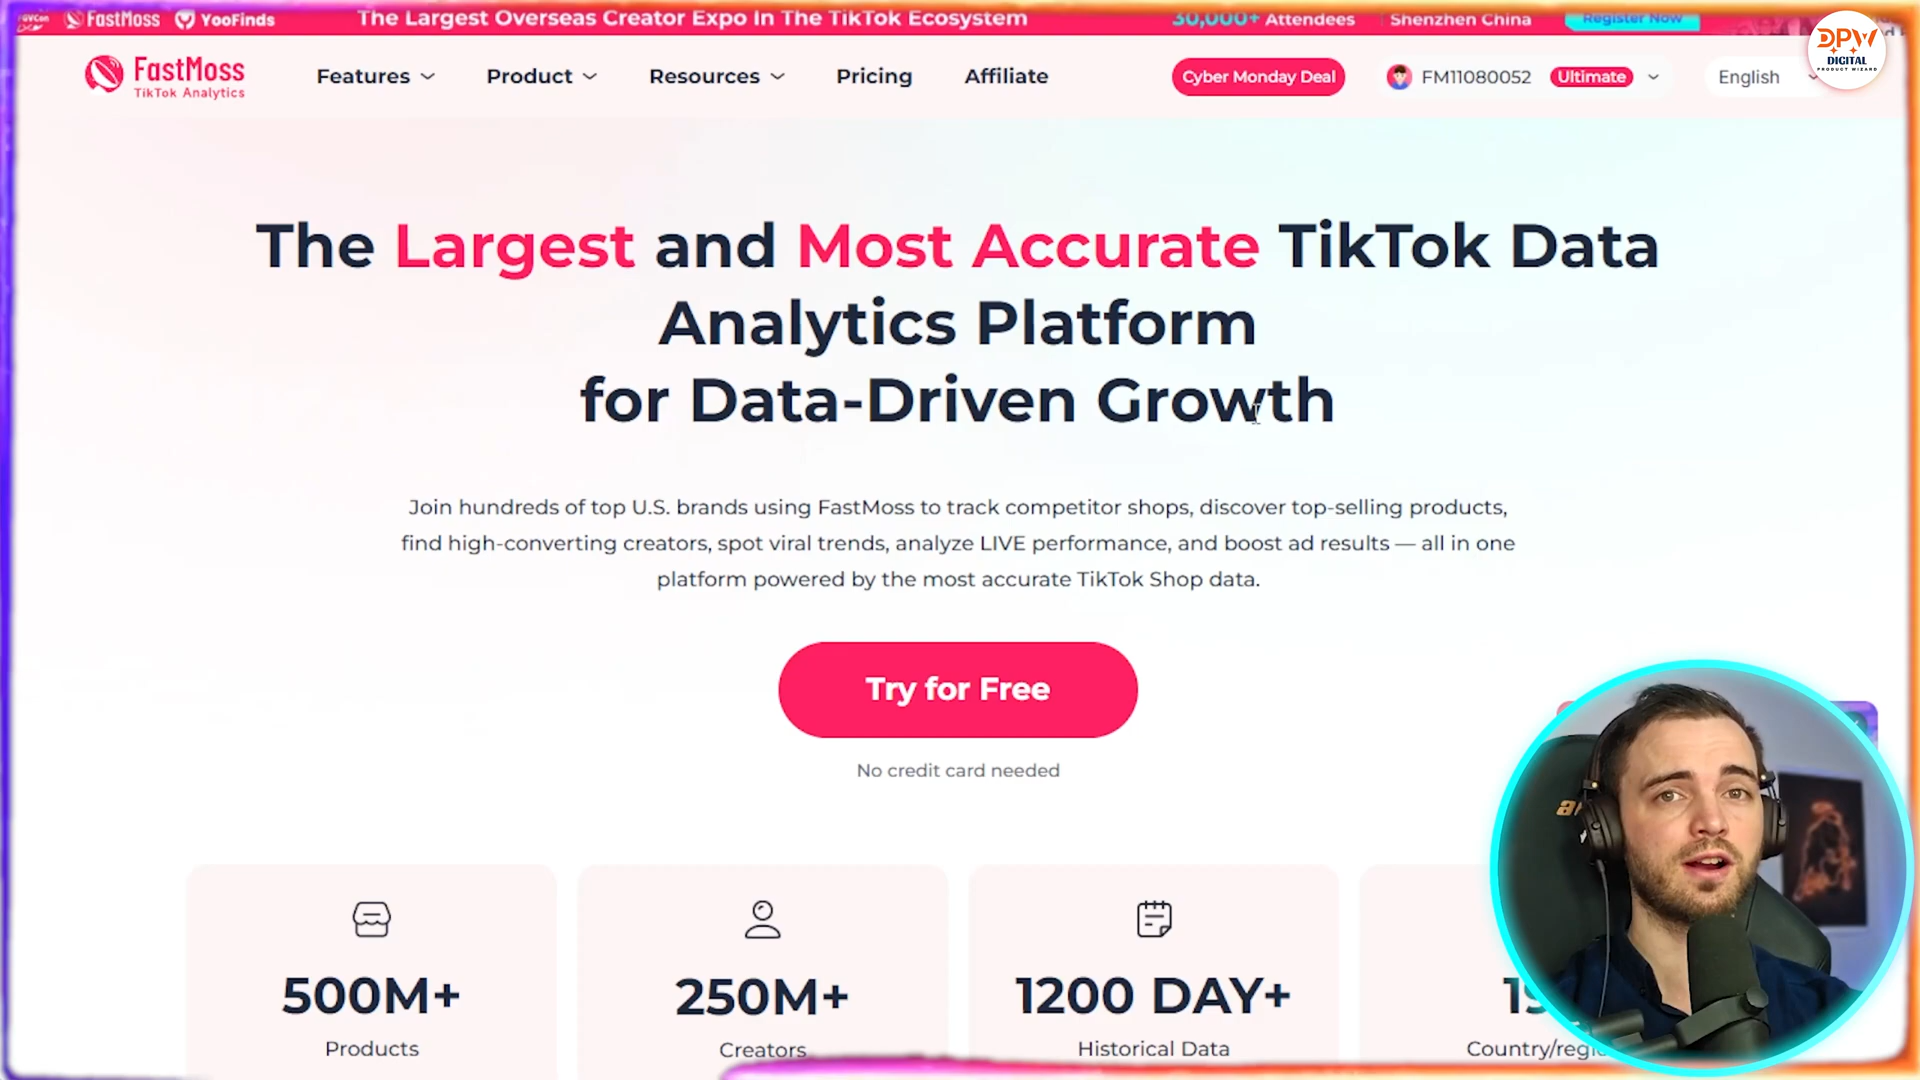 FastMoss YooFinds The Largest Overseas Creator Expo In The TikTok Ecosystem 30,000+ Attendees Shenzhen China Register Now
DPW
DIGITAL
PRODUCT WIZARD
FastMoss
TikTok Analytics
Features Product Resources Pricing Affiliate Cyber Monday Deal FM11080052 Ultimate English
The Largest and Most Accurate TikTok Data
Analytics Platform
for Data-Driven Growth
Join hundreds of top U.S. brands using FastMoss to track competitor shops, discover top-selling products,
find high-converting creators, spot viral trends, analyze LIVE performance, and boost ad results — all in one
platform powered by the most accurate TikTok Shop data.
Try for Free
No credit card needed
500M+ 250M+ 1200 DAY+
Products Creators Historical Data